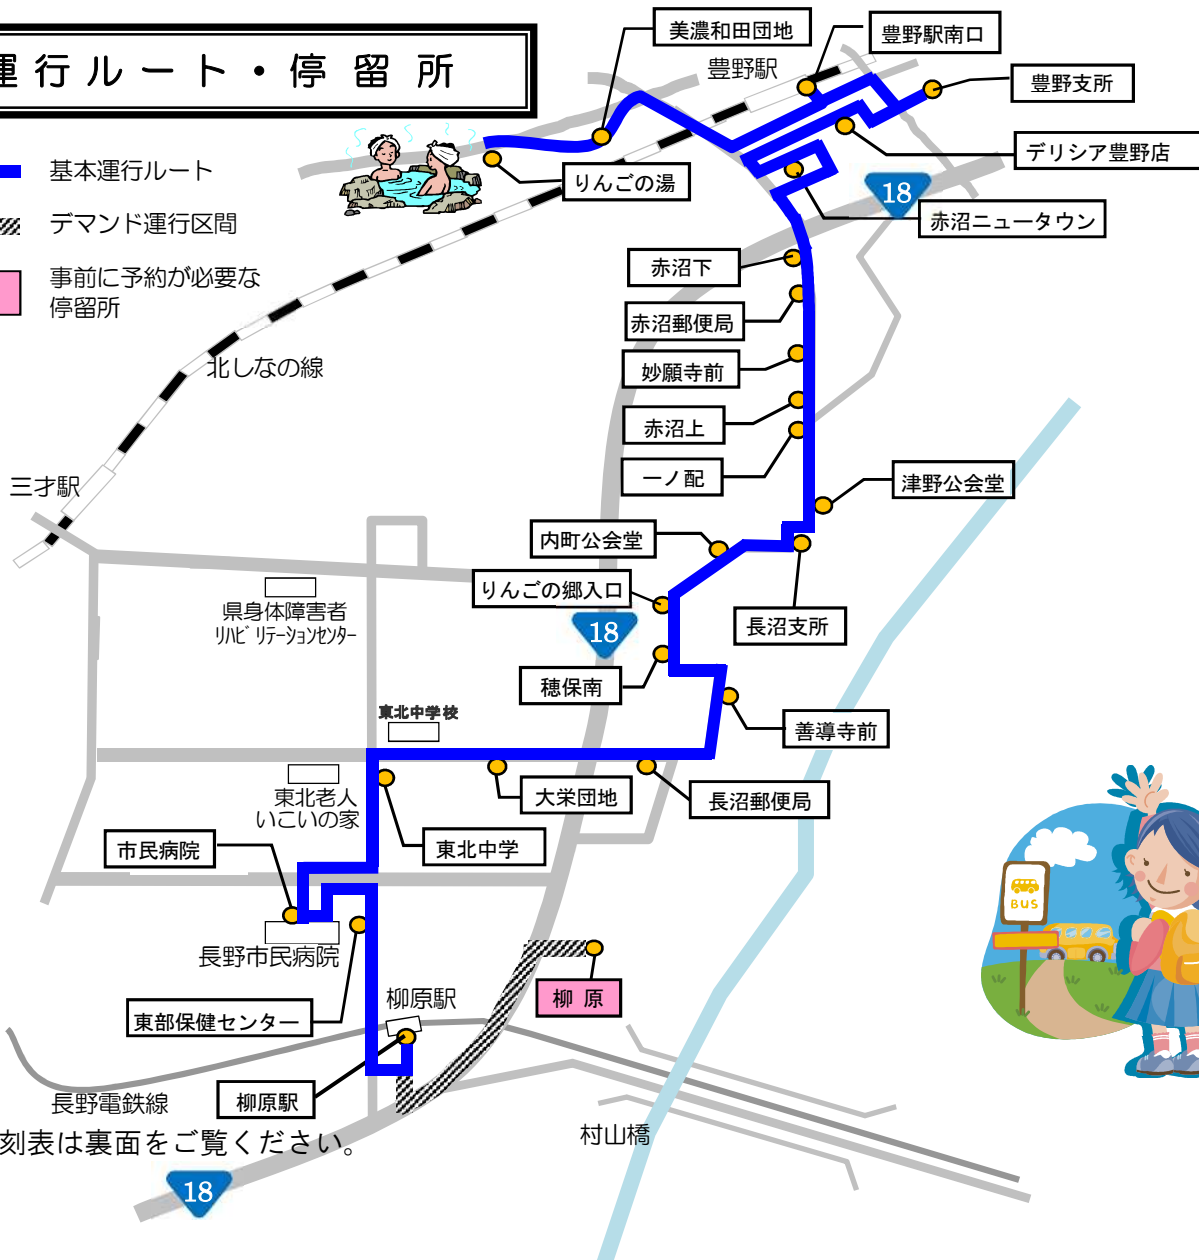 運行ルート・停留所
基本運行ルート
デマンド運行区間
事前に予約が必要な
停留所
美濃和田団地
豊野駅南口
豊野駅
豊野支所
デリシア豊野店
りんごの湯
18
赤沼ニュータウン
赤沼下
赤沼郵便局
妙願寺前
赤沼上
一ノ配
北しなの線
三才駅
津野公会堂
内町公会堂
りんごの郷入口
長沼支所
18
県身体障害者
リハビリテーションセンター
穂保南
善導寺前
東北中学校
東北老人
いこいの家
大栄団地
長沼郵便局
市民病院
東北中学
BUS
長野市民病院
柳原
柳原駅
東部保健センター
長野電鉄線
柳原駅
刻表は裏面をご覧ください。
村山橋
18